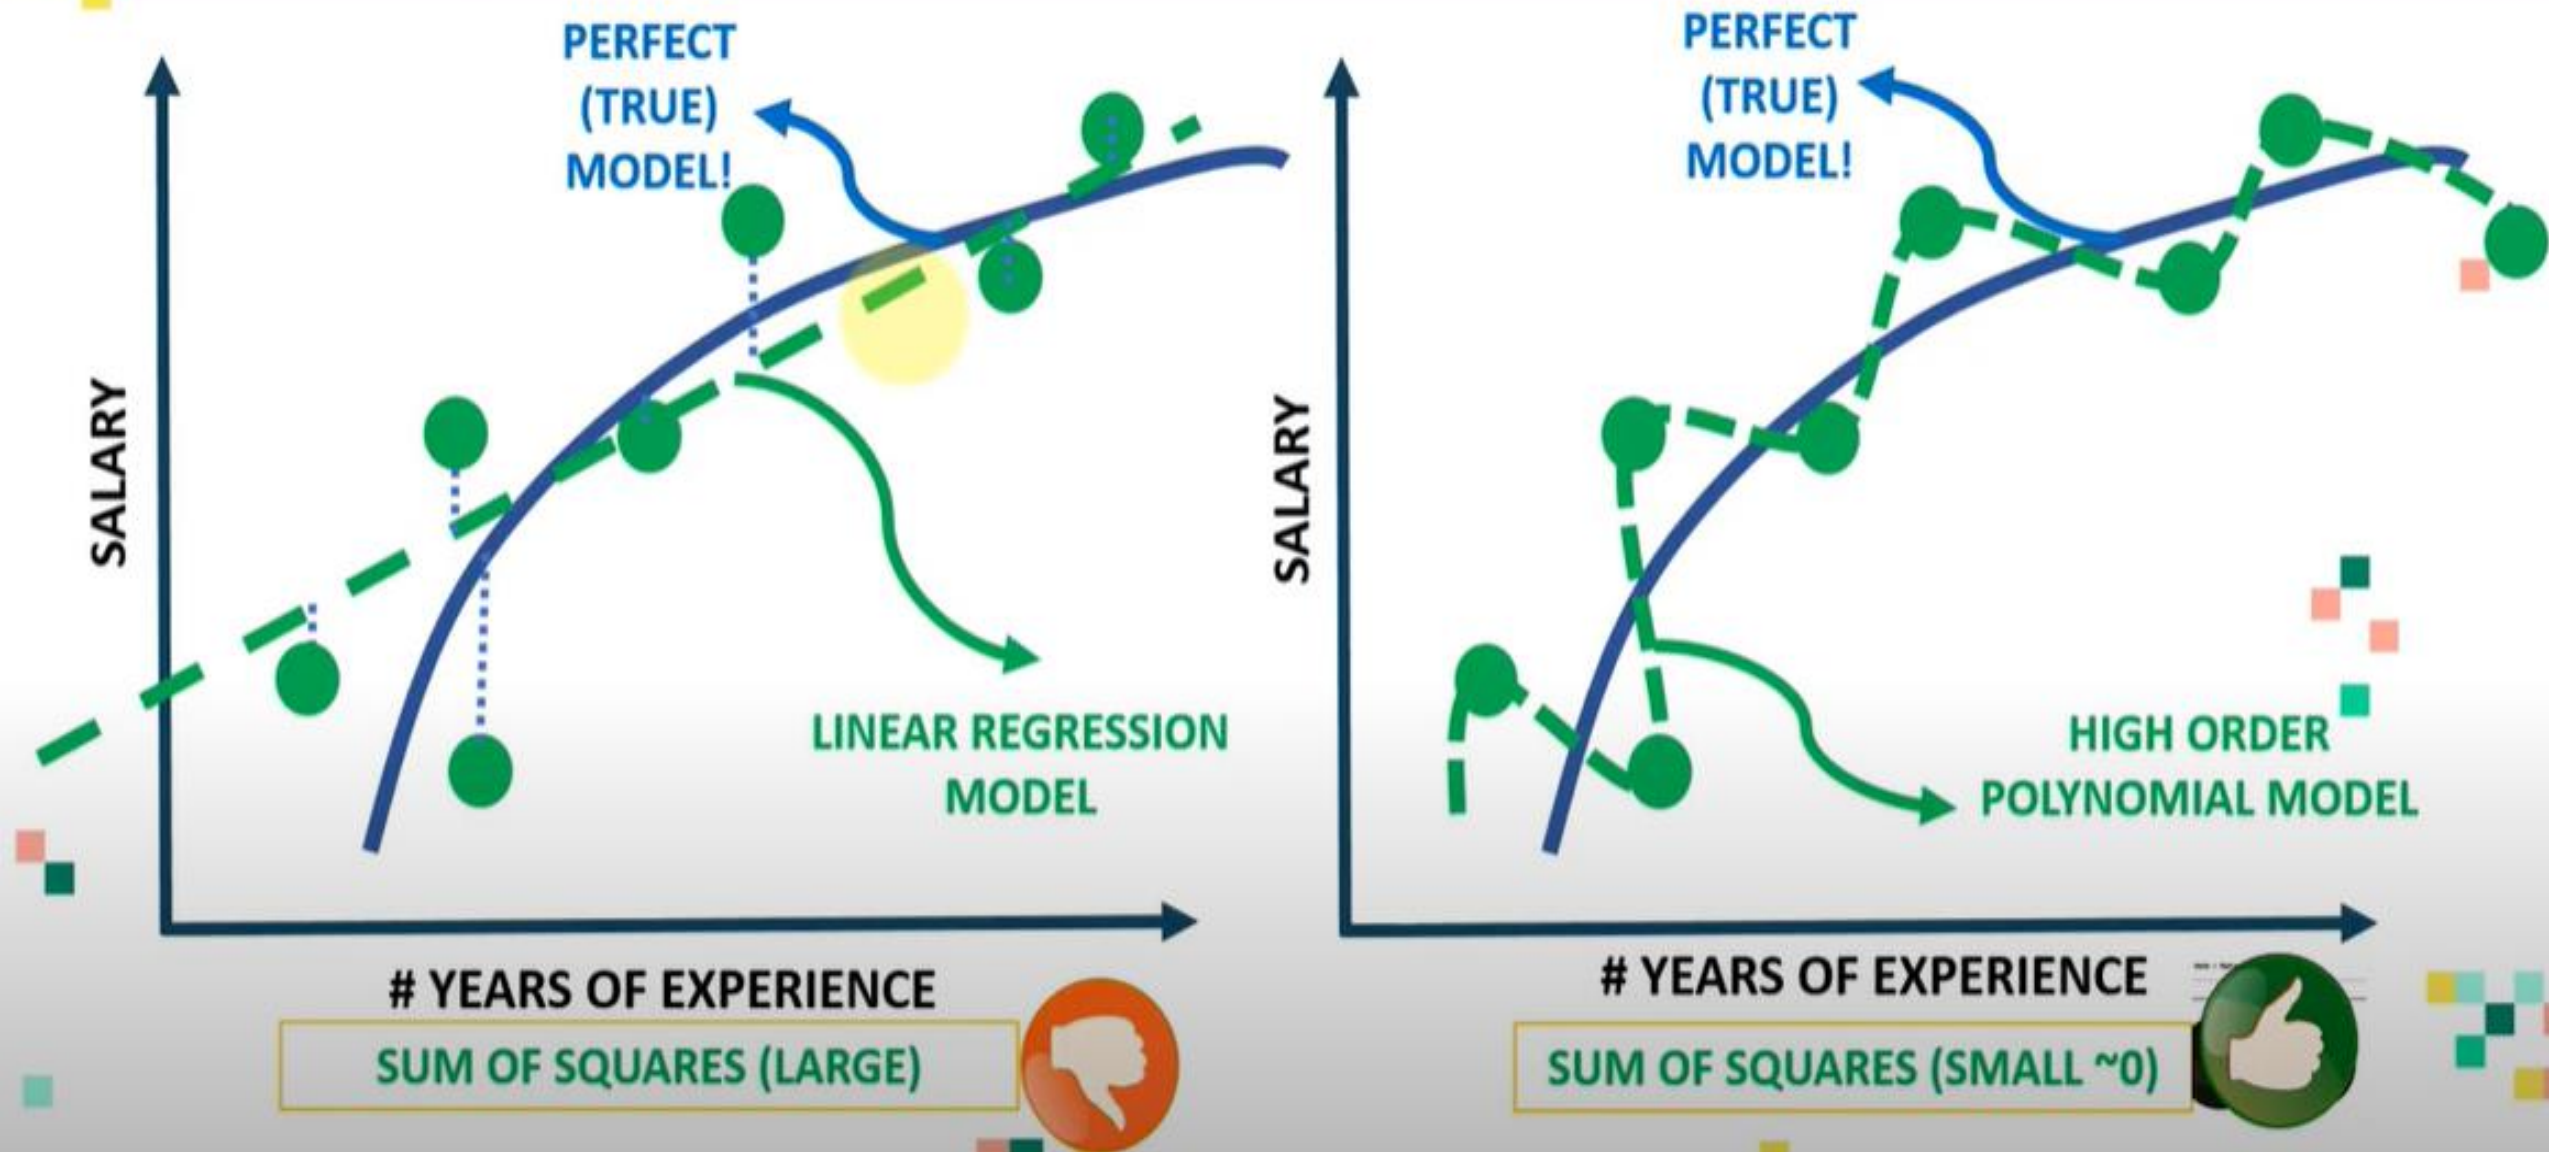 PERFECT
(TRUE)
MODEL!
SALARY
LINEAR REGRESSION
MODEL
# YEARS OF EXPERIENCE
SUM OF SQUARES (LARGE)
PERFECT
(TRUE)
MODEL!
SALARY
HIGH ORDER
POLYNOMIAL MODEL
# YEARS OF EXPERIENCE
SUM OF SQUARES (SMALL ~0)